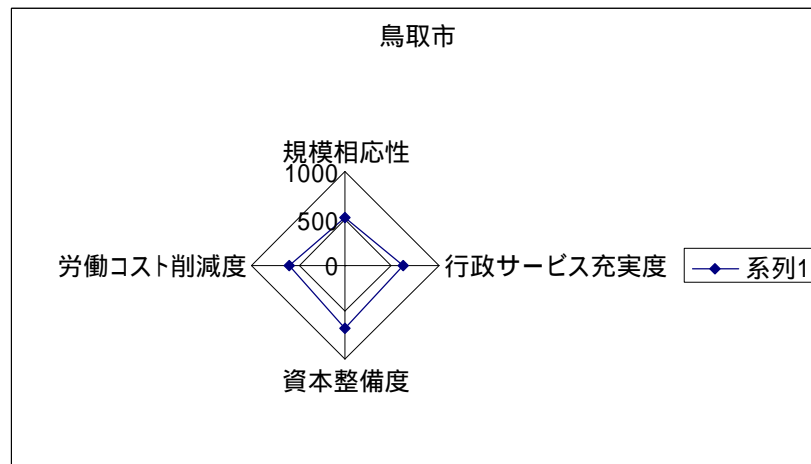 鳥取市
規模相応性
1000
500
0
労働コスト削減度
行政サービス充実度
系列1
資本整備度